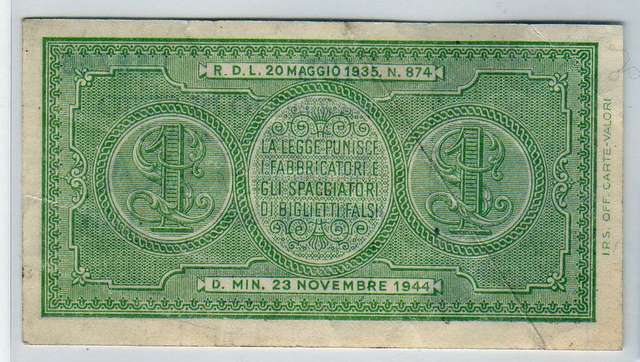 R. D. L. 20 MAGGIO 1935, N. 874
1
LA LEGGE PUNISCE
I FABBRICATORI E
GLI SPACCIATORI
DI BIGLIETTI FALSI
1
D. MIN. 23 NOVEMBRE 1944
I.P.S. OFF. CARTE-VALORI